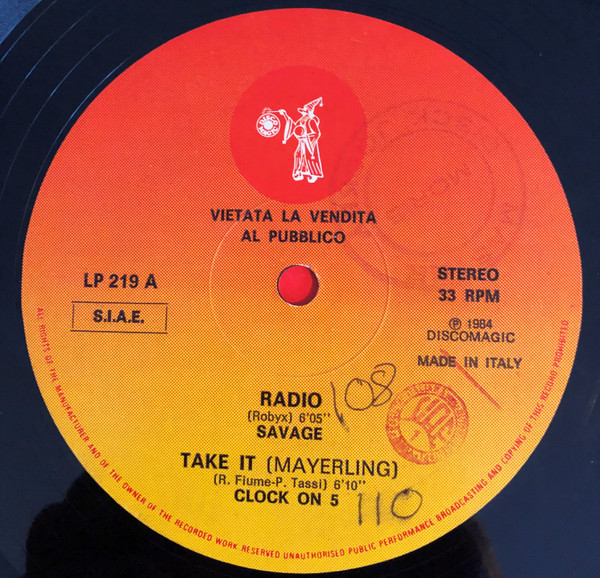 DISCO
MAGIC
VIETATA LA VENDITA
AL PUBBLICO
LP 219 A
S.I.A.E.
STEREO
33 RPM
℗ 1984
DISCOMAGIC
MADE IN ITALY
RADIO
(Robyx) 6'05"
SAVAGE
108
TAKE IT (MAYERLING)
(R. Fiume-P. Tassi) 6'10"
CLOCK ON 5
110
ALL RIGHTS OF THE MANUFACTURER AND OF THE OWNER OF THE RECORDED WORK RESERVED UNAUTHORISED PUBLIC PERFORMANCE BROADCASTING AND COPYING OF THIS RECORD PROHIBITED